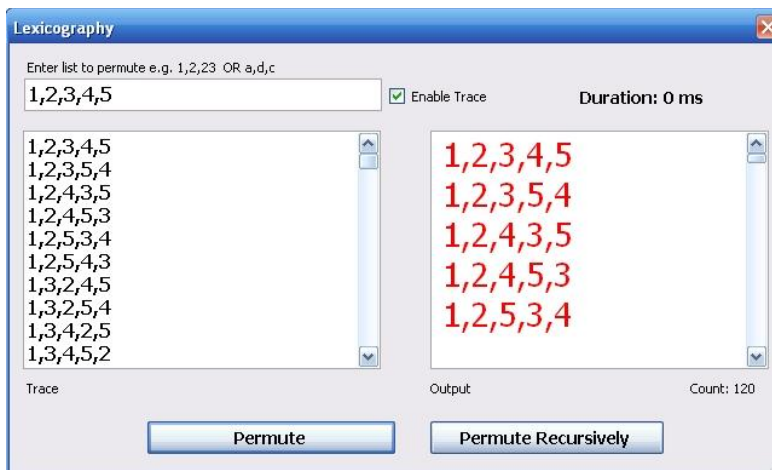 Lexicography
Enter list to permute e.g. 1,2,23 OR a,d,c
1,2,3,4,5
Enable Trace
Duration: 0 ms
1,2,3,4,5
1,2,3,5,4
1,2,4,3,5
1,2,4,5,3
1,2,5,3,4
1,2,5,4,3
1,3,2,4,5
1,3,2,5,4
1,3,4,2,5
1,3,4,5,2
Trace
1,2,3,4,5
1,2,3,5,4
1,2,4,3,5
1,2,4,5,3
1,2,5,3,4
Output
Count: 120
Permute
Permute Recursively